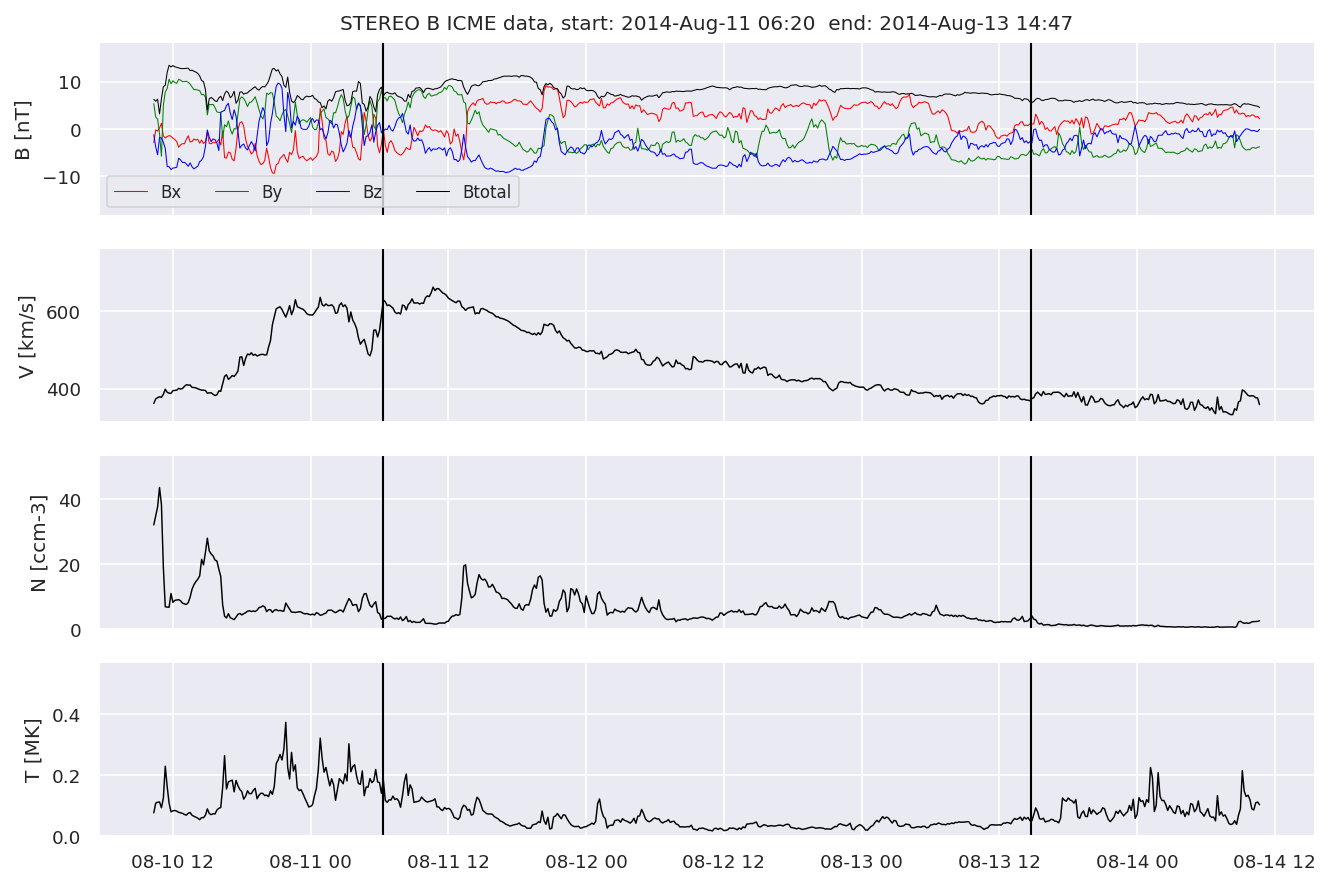 STEREO B ICME data, start: 2014-Aug-11 06:20  end: 2014-Aug-13 14:47
B [nT]
10
0
−10
Bx By Bz Btotal
V [km/s]
600
400
N [ccm-3]
40
20
0
T [MK]
0.4
0.2
0.0
08-10 12 08-11 00 08-11 12 08-12 00 08-12 12 08-13 00 08-13 12 08-14 00 08-14 12